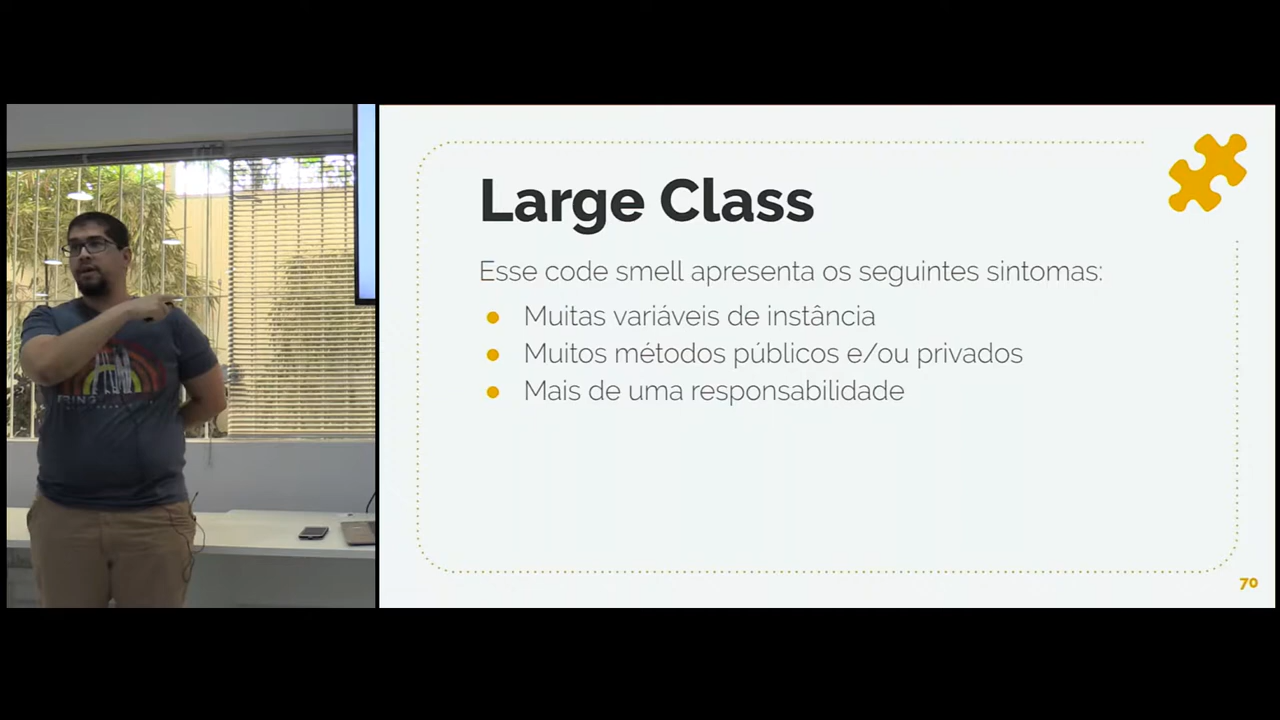 Large Class
Esse code smell apresenta os seguintes sintomas:
Muitas variáveis de instância
Muitos métodos públicos e/ou privados
Mais de uma responsabilidade
70